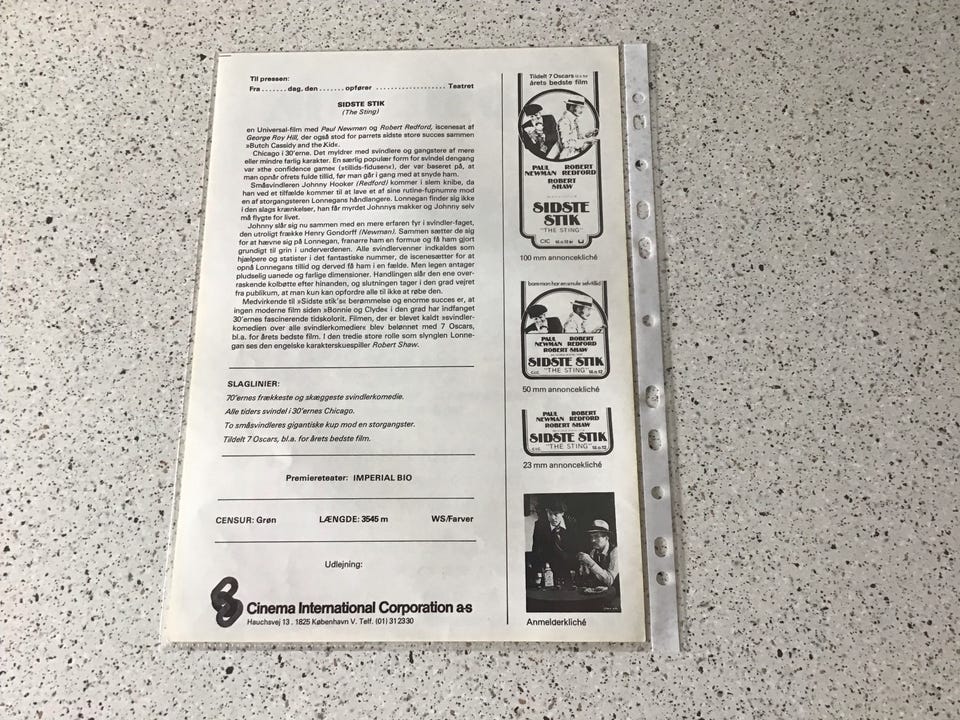 Til pressen:
Fra ....... dag, den ....... opfører .................... Teatret
SIDSTE STIK
(The Sting)
en Universal-film med Paul Newman og Robert Redford, iscenesat af
George Roy Hill, der også stod for parrets sidste store succes sammen
»Butch Cassidy and the Kid«.
Chicago i 30'erne. Det myldrer med svindlere og gangstere af mere
eller mindre farlig karakter. En særlig populær form for svindel dengang
var »the confidence game« (»tillids-fidusen«), der var baseret på, at
man opnår ofrets fulde tillid, før man går i gang med at snyde ham.
Småsvindleren Johnny Hooker (Redford) kommer i slem knibe, da
han ved et tilfælde kommer til at lave et af sine rutine-fupnumre mod
en af storgangsteren Lonnegans håndlangere. Lonnegan finder sig ikke
i den slags krænkelser, han får myrdet Johnnys makker og Johnny selv
må flygte for livet.
Johnny slår sig nu sammen med en mere erfaren fyr i svindler-faget,
den utroligt frække Henry Gondorff (Newman). Sammen sætter de sig
for at hævne sig på Lonnegan, franarre ham en formue og få ham gjort
grundigt til grin i underverdenen. Alle svindlervenner indkaldes som
hjælpere og statister i det fantastiske nummer, de iscenesætter for at
opnå Lonnegans tillid og derved få ham i en fælde. Men legen antager
pludselig uanede og farlige dimensioner. Handlingen slår den ene over-
raskende kolbøtte efter hinanden, og slutningen tager i den grad vejret
fra publikum, at man kun kan opfordre alle til ikke at røbe den.
Medvirkende til »Sidste stik's« berømmelse og enorme succes er, at
ingen moderne film siden »Bonnie og Clyde« i den grad har indfanget
30'ernes fascinerende tidskolorit. Filmen, der er blevet kaldt »svindler-
komedien over alle svindlerkomedier« blev belønnet med 7 Oscars,
bl.a. for årets bedste film. I den tredie store rolle som slynglen Lonne-
gan ses den engelske karakterskuespiller Robert Shaw.
SLAGLINIER:
70'ernes frækkeste og skæggeste svindlerkomedie.
Alle tiders svindel i 30'ernes Chicago.
To småsvindleres gigantiske kup mod en storgangster.
Tildelt 7 Oscars, bl.a. for årets bedste film.
Premiereteater: IMPERIAL BIO
CENSUR: Grøn LÆNGDE: 3545 m WS/Farver
Udlejning:
Cinema International Corporation a-s
Hauchsvej 13 . 1825 København V. Telf. (01) 31 23 30
Tildelt 7 Oscars bl.a. for
årets bedste film
PAUL NEWMAN ROBERT REDFORD
ROBERT SHAW
SIDSTE
STIK
"THE STING"
CIC
100 mm annoncekliché
PAUL NEWMAN ROBERT REDFORD
ROBERT SHAW
SIDSTE STIK
"THE STING"
50 mm annoncekliché
PAUL NEWMAN ROBERT REDFORD
ROBERT SHAW
SIDSTE STIK
"THE STING"
23 mm annoncekliché
Anmelderkliché